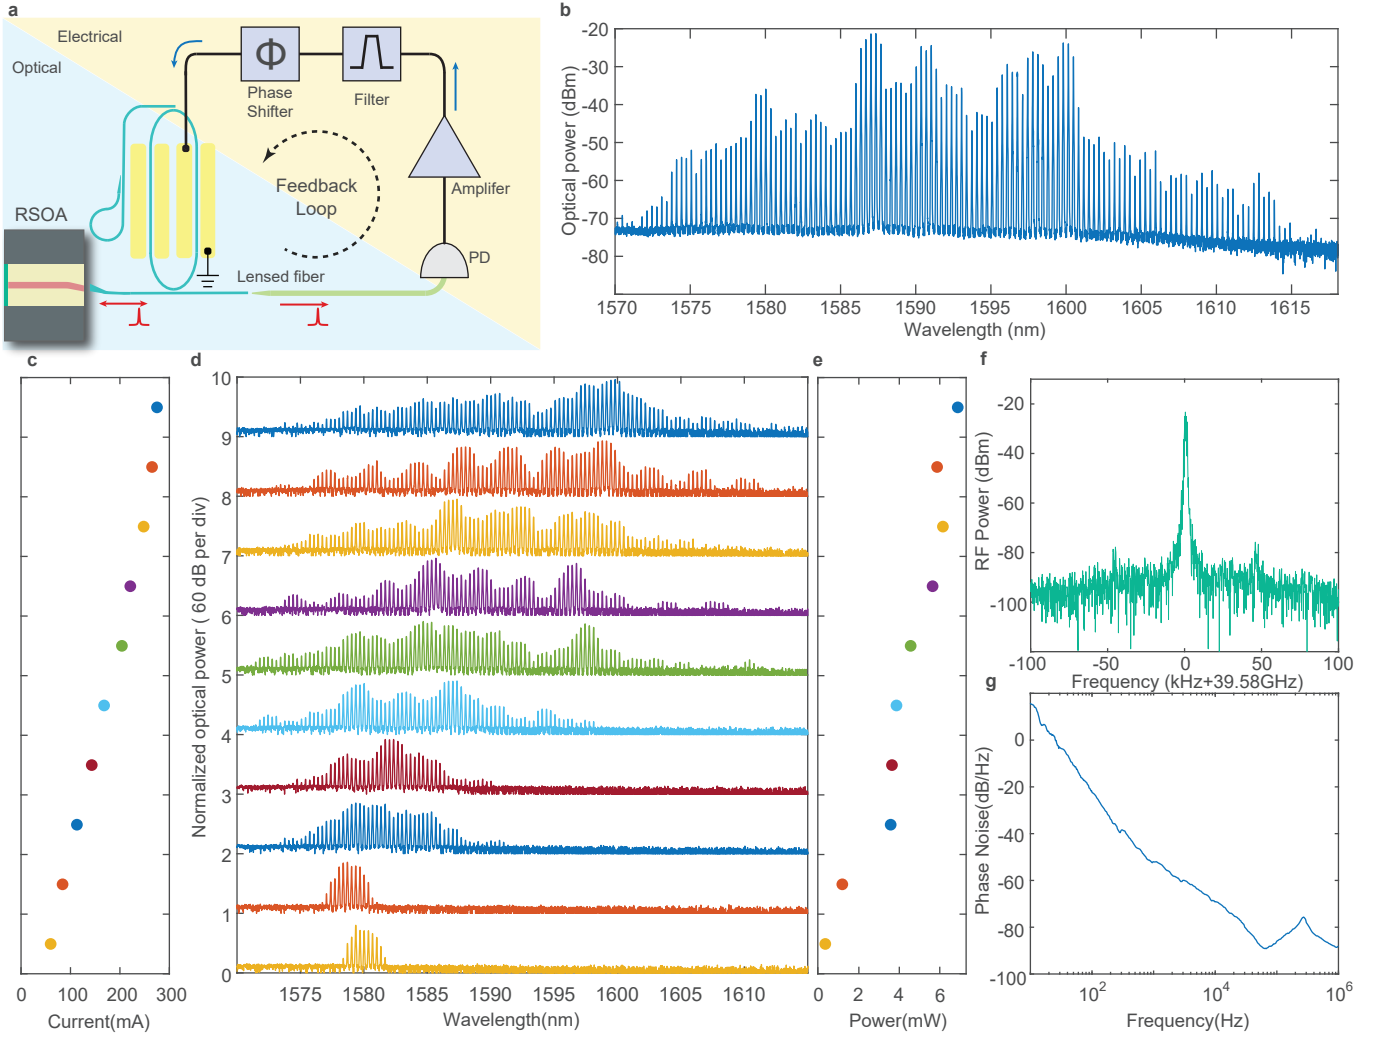 a
Electrical
Optical
Φ
Phase
Shifter
Filter
Feedback
Loop
Amplifer
RSOA
PD
Lensed fiber
b
-20
-30
-40
-50
-60
-70
-80
Optical power (dBm)
1570
1575
1580
1585
1590
1595
1600
1605
1610
1615
Wavelength (nm)
c
0
100
200
300
Current(mA)
d
10
9
8
7
6
5
4
3
2
1
0
Normalized optical power ( 60 dB per div)
1575
1580
1585
1590
1595
1600
1605
1610
Wavelength(nm)
e
0
2
4
6
Power(mW)
f
-20
-40
-60
-80
-100
RF Power (dBm)
-100
-50
0
50
100
Frequency (kHz+39.58GHz)
g
0
-20
-40
-60
-80
-100
Phase Noise(dB/Hz)
10^2
10^4
10^6
Frequency(Hz)